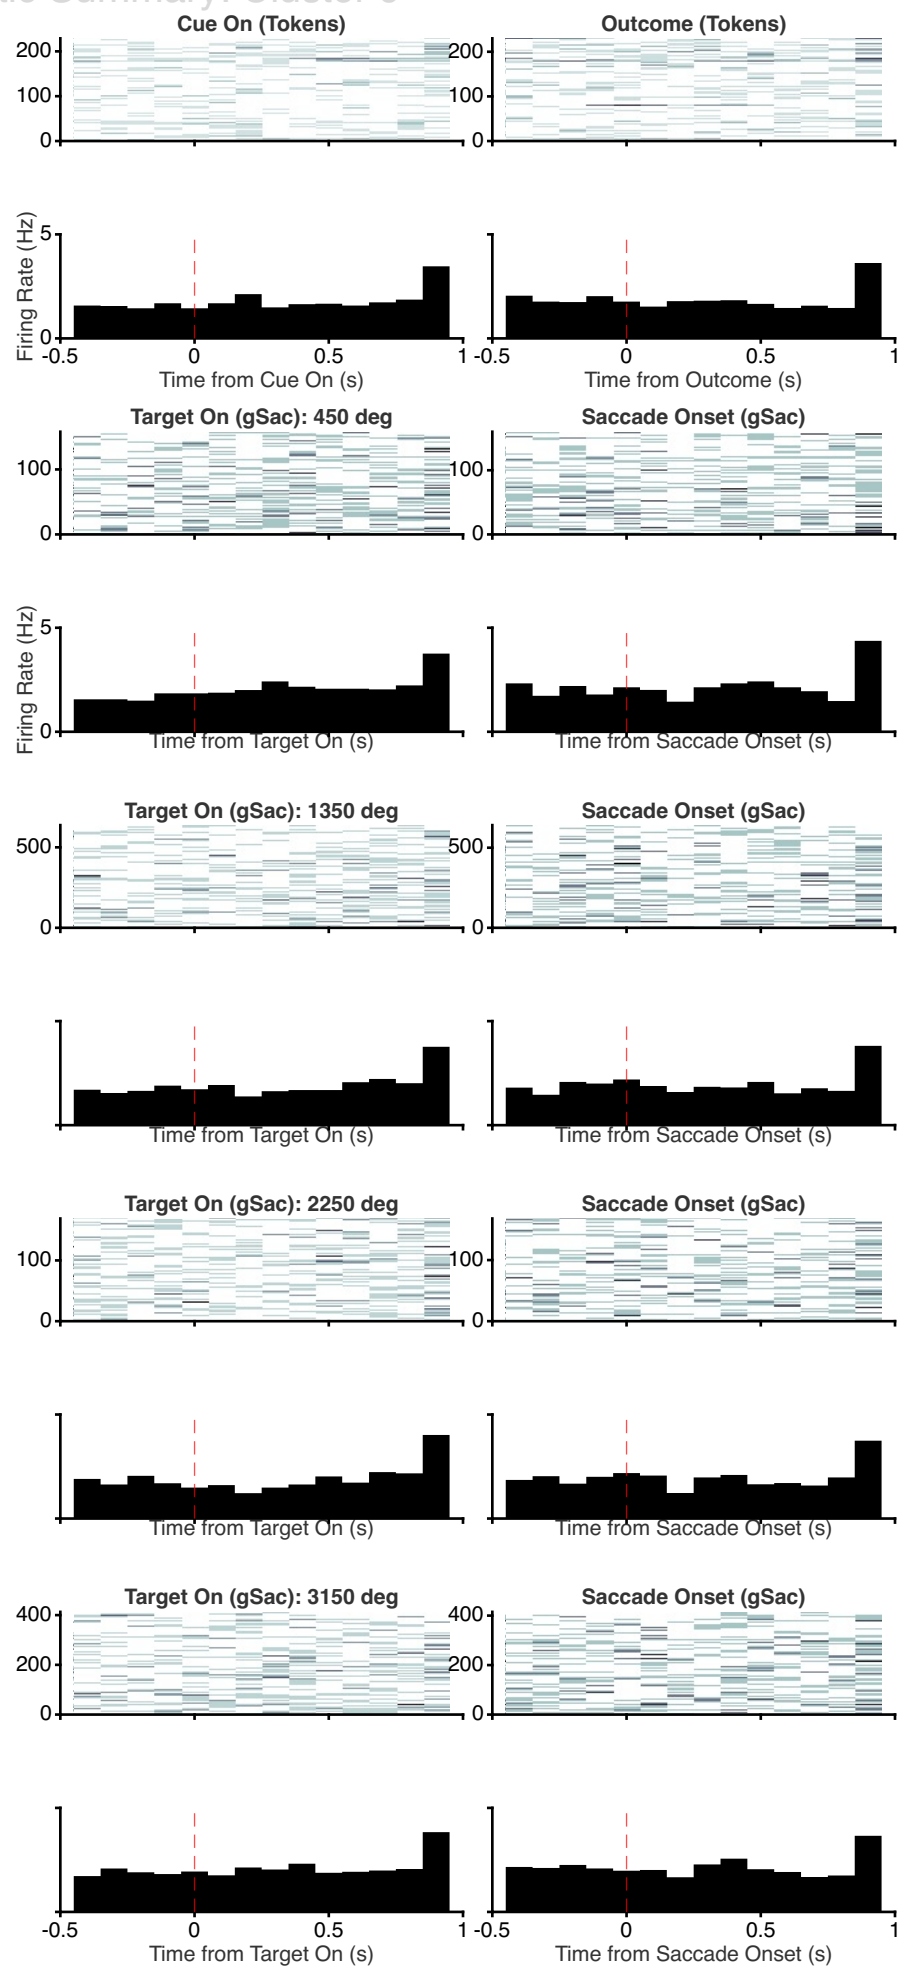 Summary: Cluster
Cue On (Tokens) Outcome (Tokens)
200 200
100 100
0 0
Firing Rate (Hz)
5
0
-0.5 0 0.5 1 -0.5 0 0.5 1
Time from Cue On (s) Time from Outcome (s)
Target On (gSac): 450 deg Saccade Onset (gSac)
100 100
0 0
Firing Rate (Hz)
5
0
Time from Target On (s) Time from Saccade Onset (s)
Target On (gSac): 1350 deg Saccade Onset (gSac)
500 500
0 0
Time from Target On (s) Time from Saccade Onset (s)
Target On (gSac): 2250 deg Saccade Onset (gSac)
100 100
0 0
Time from Target On (s) Time from Saccade Onset (s)
Target On (gSac): 3150 deg Saccade Onset (gSac)
400 400
200 200
0 0
-0.5 0 0.5 1 -0.5 0 0.5 1
Time from Target On (s) Time from Saccade Onset (s)